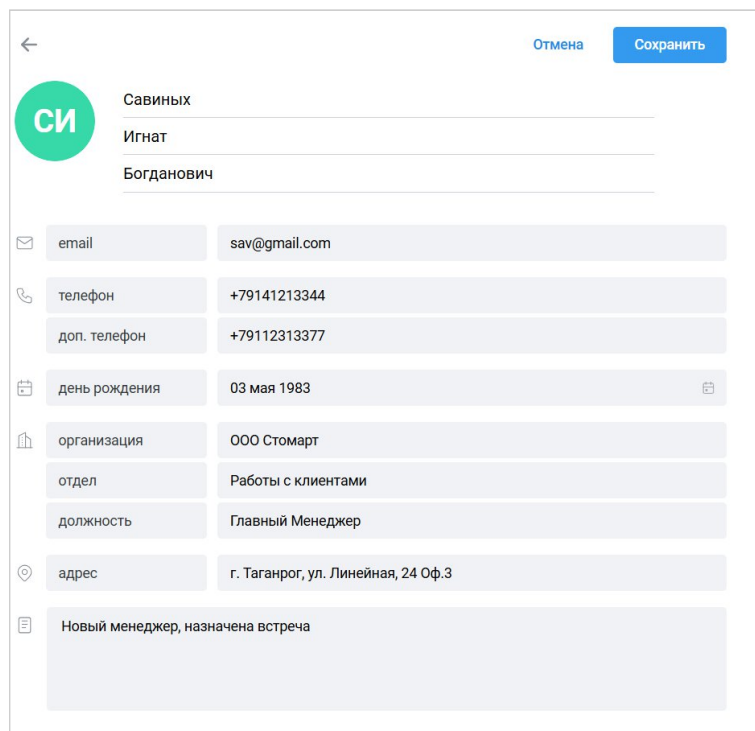 Отмена Сохранить
СИ
Савиных
Игнат
Богданович
email sav@gmail.com
телефон +79141213344
доп. телефон +79112313377
день рождения 03 мая 1983
организация ООО Стомарт
отдел Работы с клиентами
должность Главный Менеджер
адрес г. Таганрог, ул. Линейная, 24 Оф.3
Новый менеджер, назначена встреча